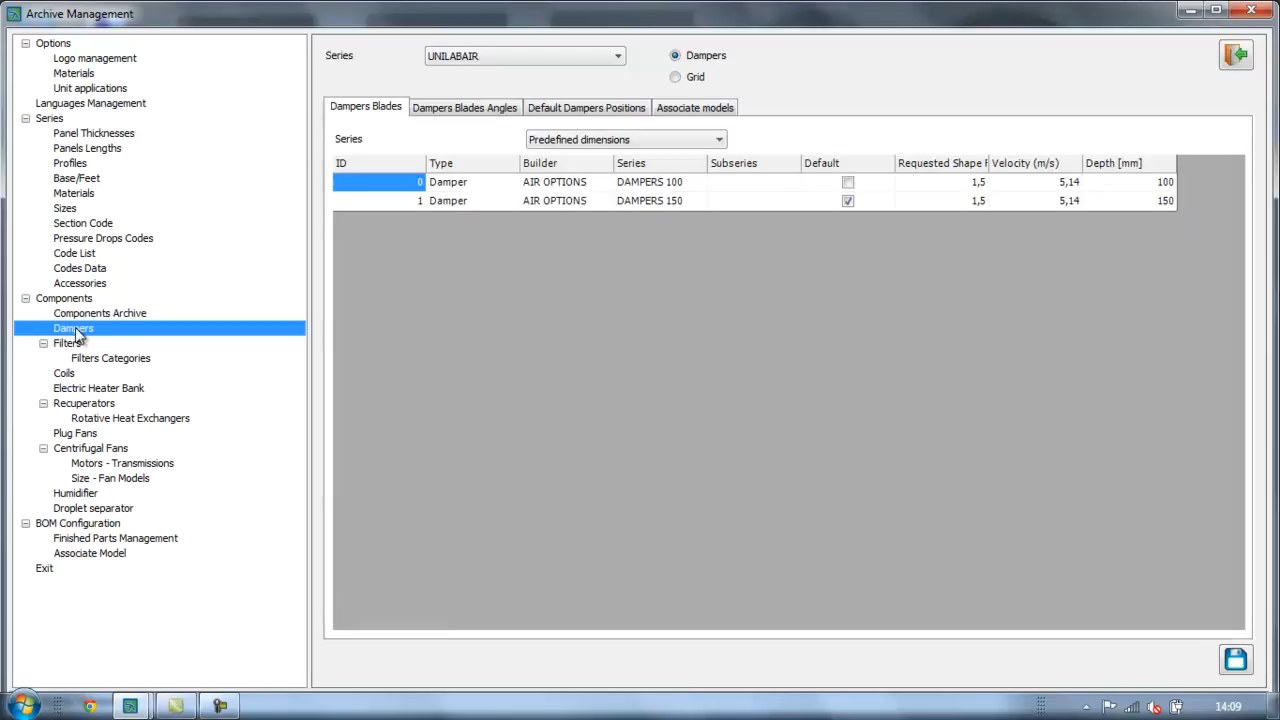 Archive Management
Options
Logo management
Materials
Unit applications
Languages Management
Series
Panel Thicknesses
Panels Lengths
Profiles
Base/Feet
Materials
Sizes
Section Code
Pressure Drops Codes
Code List
Codes Data
Accessories
Components
Components Archive
Dampers
Filters
Filters Categories
Coils
Electric Heater Bank
Recuperators
Rotative Heat Exchangers
Plug Fans
Centrifugal Fans
Motors - Transmissions
Size - Fan Models
Humidifier
Droplet separator
BOM Configuration
Finished Parts Management
Associate Model
Exit
Series UNILABAIR Dampers
Grid
Dampers Blades Dampers Blades Angles Default Dampers Positions Associate models
Series Predefined dimensions
ID Type Builder Series Subseries Default Requested Shape F Velocity (m/s) Depth [mm]
0 Damper AIR OPTIONS DAMPERS 100 1,5 5,14 100
1 Damper AIR OPTIONS DAMPERS 150 1,5 5,14 150
14:09